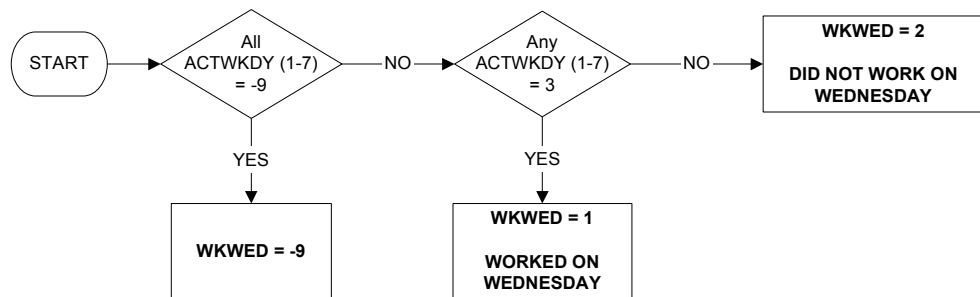 START
All
ACTWKDY (1-7)
= -9
NO
Any
ACTWKDY (1-7)
= 3
NO
WKWED = 2
DID NOT WORK ON
WEDNESDAY
YES
YES
WKWED = -9
WKWED = 1
WORKED ON
WEDNESDAY